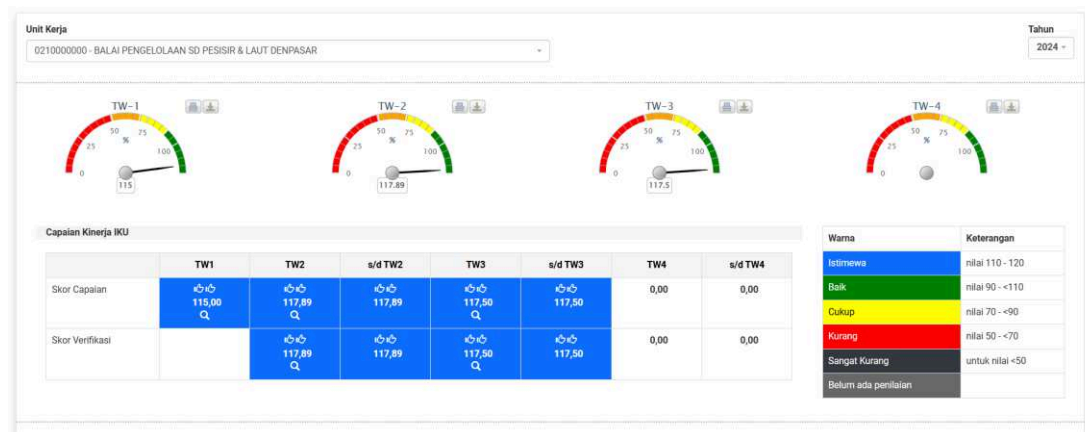 Unit Kerja
Tahun
0210000000 - BALAI PENGELOLAAN SD PESISIR & LAUT DENPASAR
2024
TW-1
0
25
50
75
100
%
115
TW-2
0
25
50
75
100
%
117.89
TW-3
0
25
50
75
100
%
117.5
TW-4
0
25
50
75
100
%
Capaian Kinerja IKU
TW1 TW2 s/d TW2 TW3 s/d TW3 TW4 s/d TW4
Skor Capaian 115,00 117,89 117,89 117,50 117,50 0,00 0,00
Skor Verifikasi 117,89 117,89 117,50 117,50 0,00 0,00
Warna Keterangan
Istimewa nilai 110 - 120
Baik nilai 90 - <110
Cukup nilai 70 - <90
Kurang nilai 50 - <70
Sangat Kurang untuk nilai <50
Belum ada penilaian